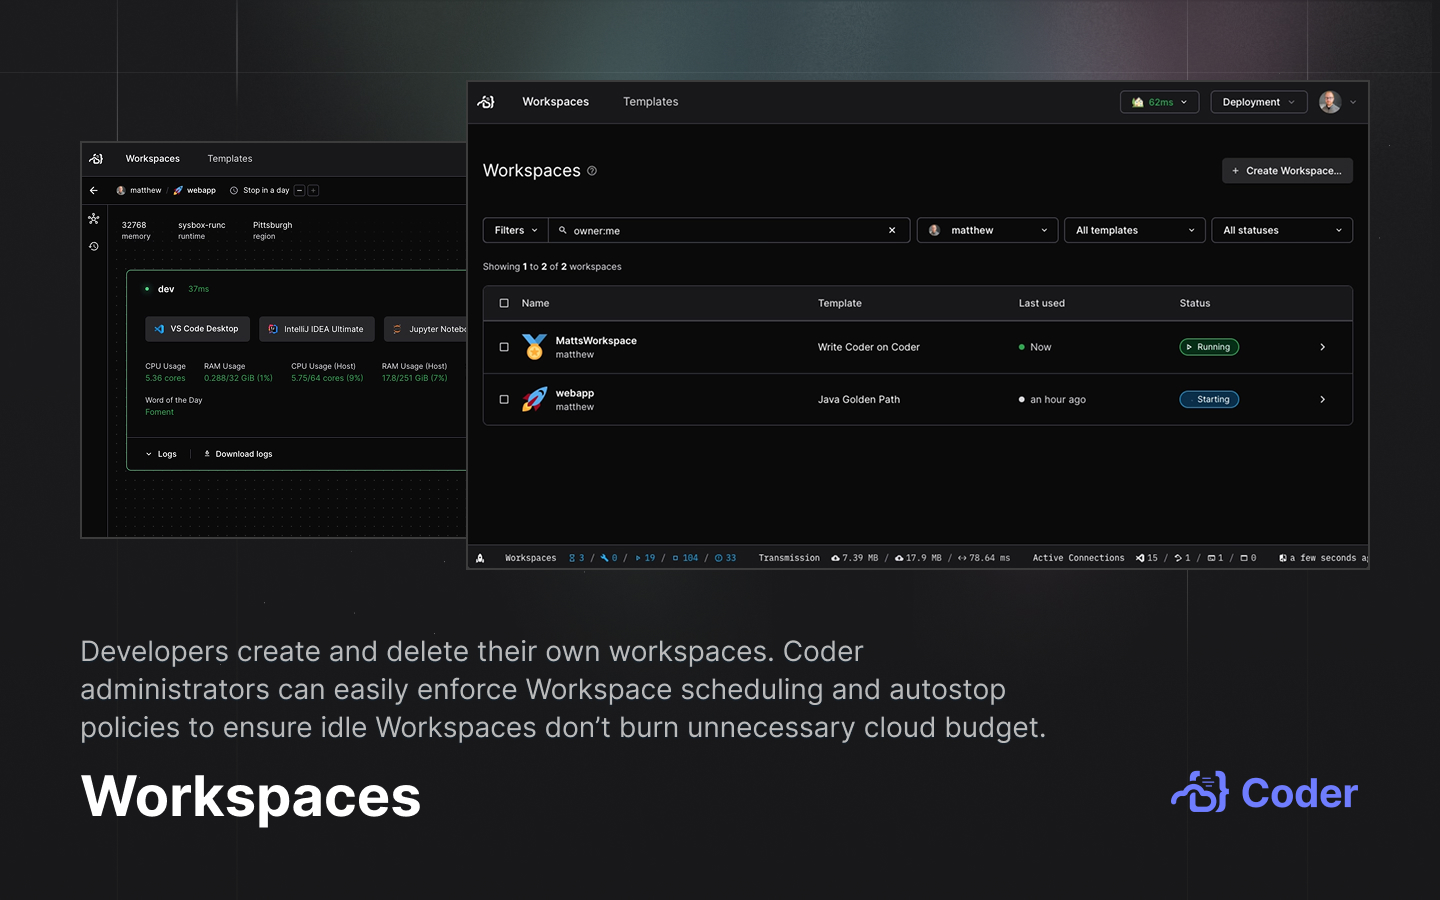 Workspaces Templates
62ms Deployment
Workspaces
+ Create Workspace...
Filters owner:me matthew All templates All statuses
Showing 1 to 2 of 2 workspaces
Name Template Last used Status
MattsWorkspace
matthew
Write Coder on Coder Now Running
webapp
matthew
Java Golden Path an hour ago Starting
Workspaces 3 / 0 / 19 / 104 / 33 Transmission 7.39 MB / 17.9 MB / 78.64 ms Active Connections 15 / 1 / 1 / 0 a few seconds
Workspaces Templates
matthew / webapp Stop in a day
32768 sysbox-runc Pittsburgh
memory runtime region
dev 37ms
VS Code Desktop IntelliJ IDEA Ultimate Jupyter Notebo
CPU Usage RAM Usage CPU Usage (Host) RAM Usage (Host)
5.36 cores 0.288/32 GiB (1%) 5.75/64 cores (9%) 17.8/251 GiB (7%)
Word of the Day
Foment
Logs Download logs
Developers create and delete their own workspaces. Coder
administrators can easily enforce Workspace scheduling and autostop
policies to ensure idle Workspaces don’t burn unnecessary cloud budget.
Workspaces
Coder